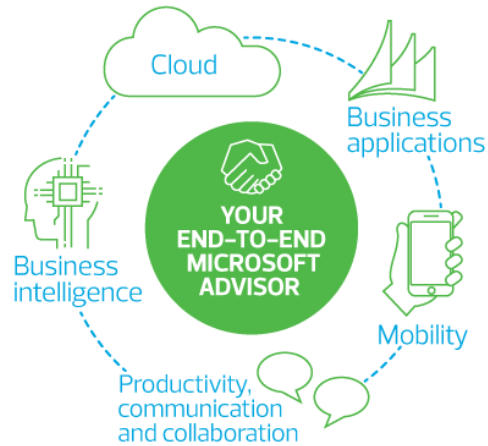 Cloud
Business
applications
YOUR
END-TO-END
MICROSOFT
ADVISOR
Business
intelligence
Mobility
Productivity,
communication
and collaboration